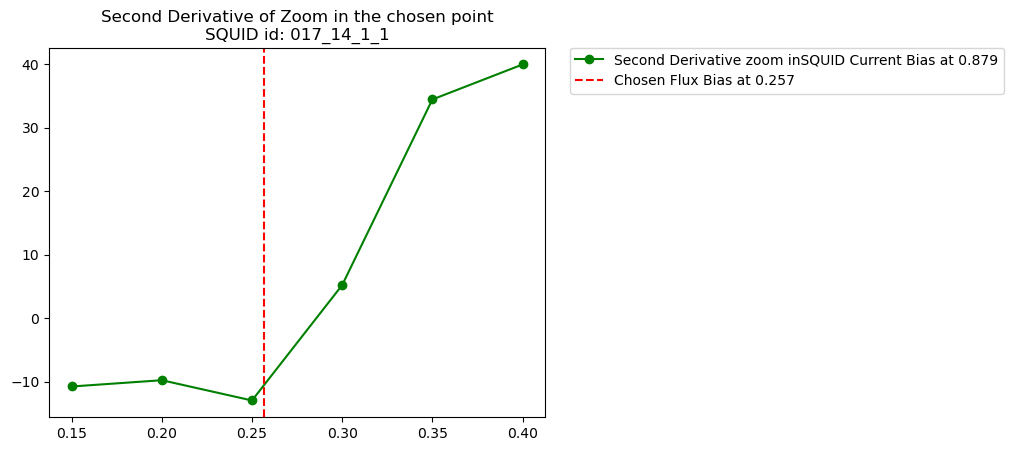 Second Derivative of Zoom in the chosen point
SQUID id: 017_14_1_1
Second Derivative zoom inSQUID Current Bias at 0.879
Chosen Flux Bias at 0.257
40
30
20
10
0
−10
0.15 0.20 0.25 0.30 0.35 0.40